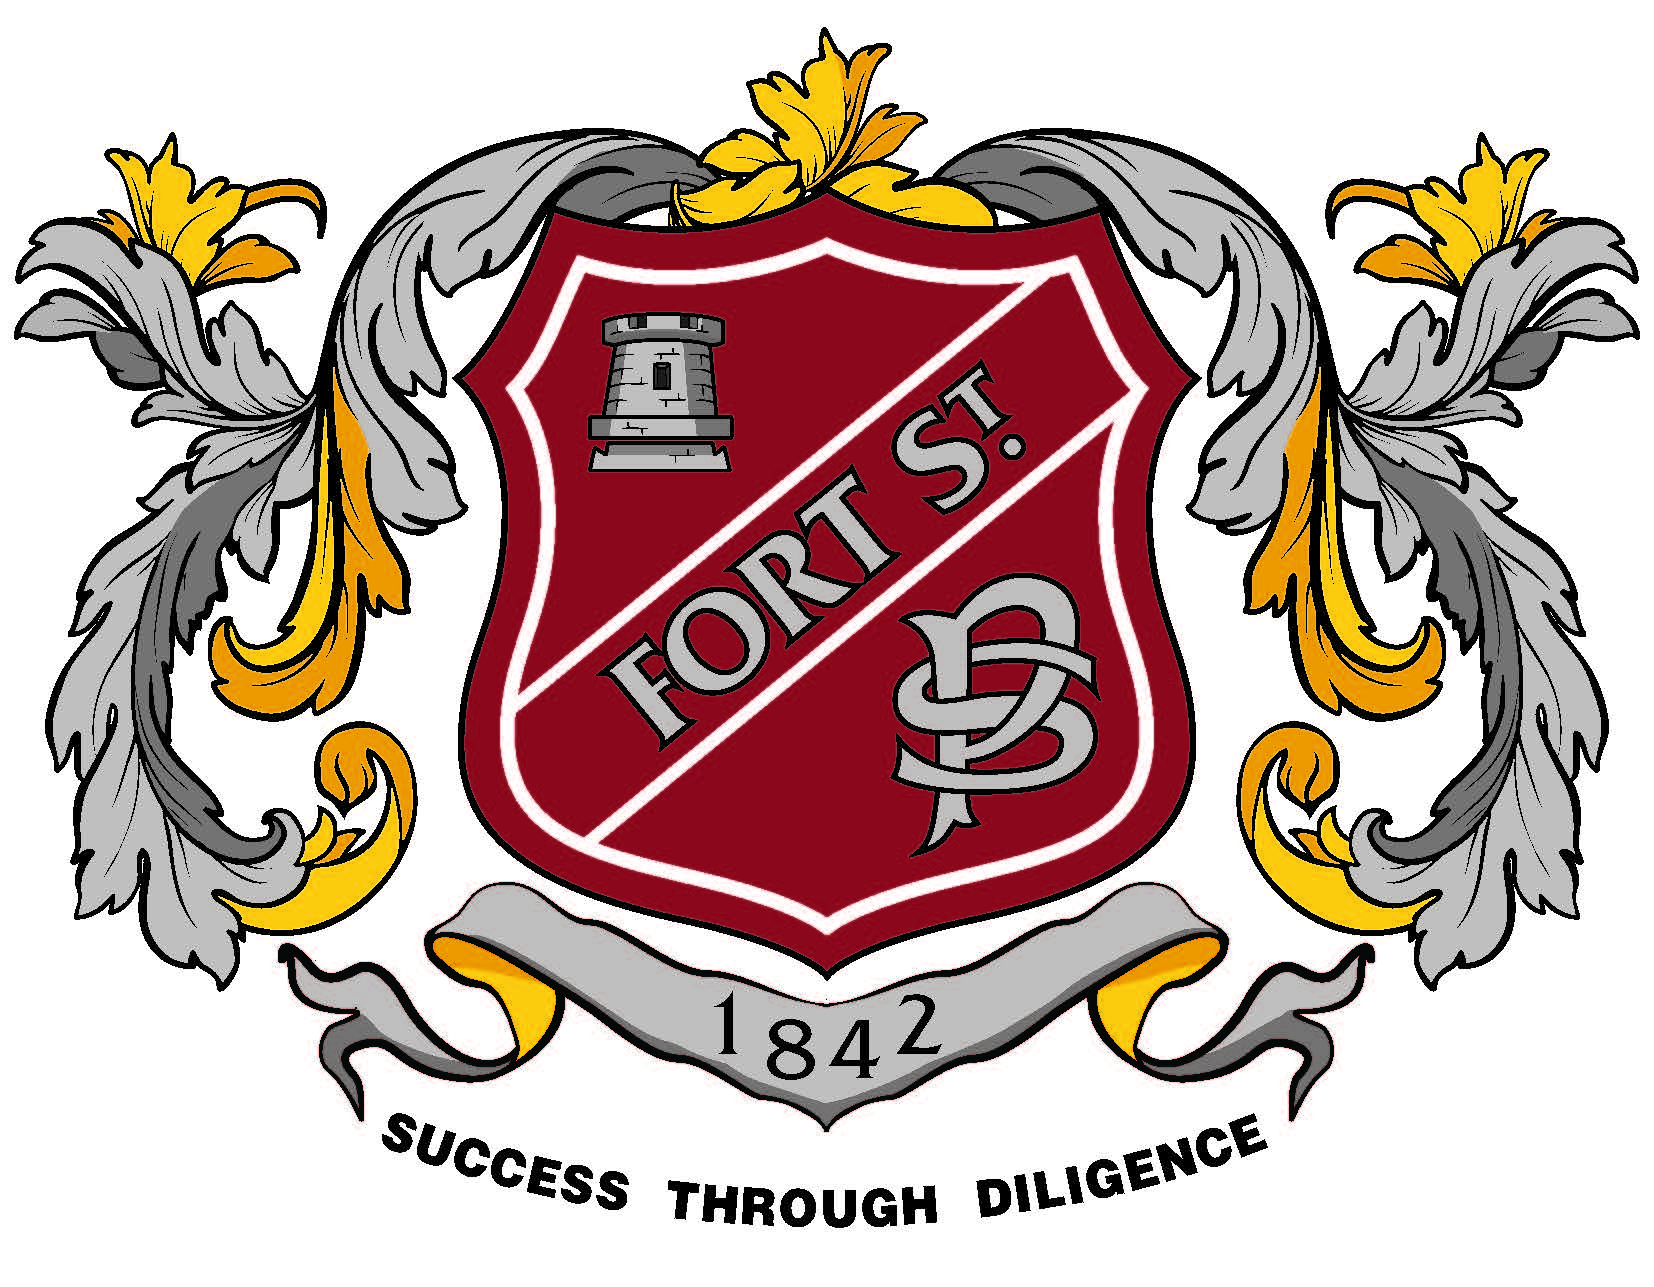 FORT ST.
PS
1842
SUCCESS THROUGH DILIGENCE